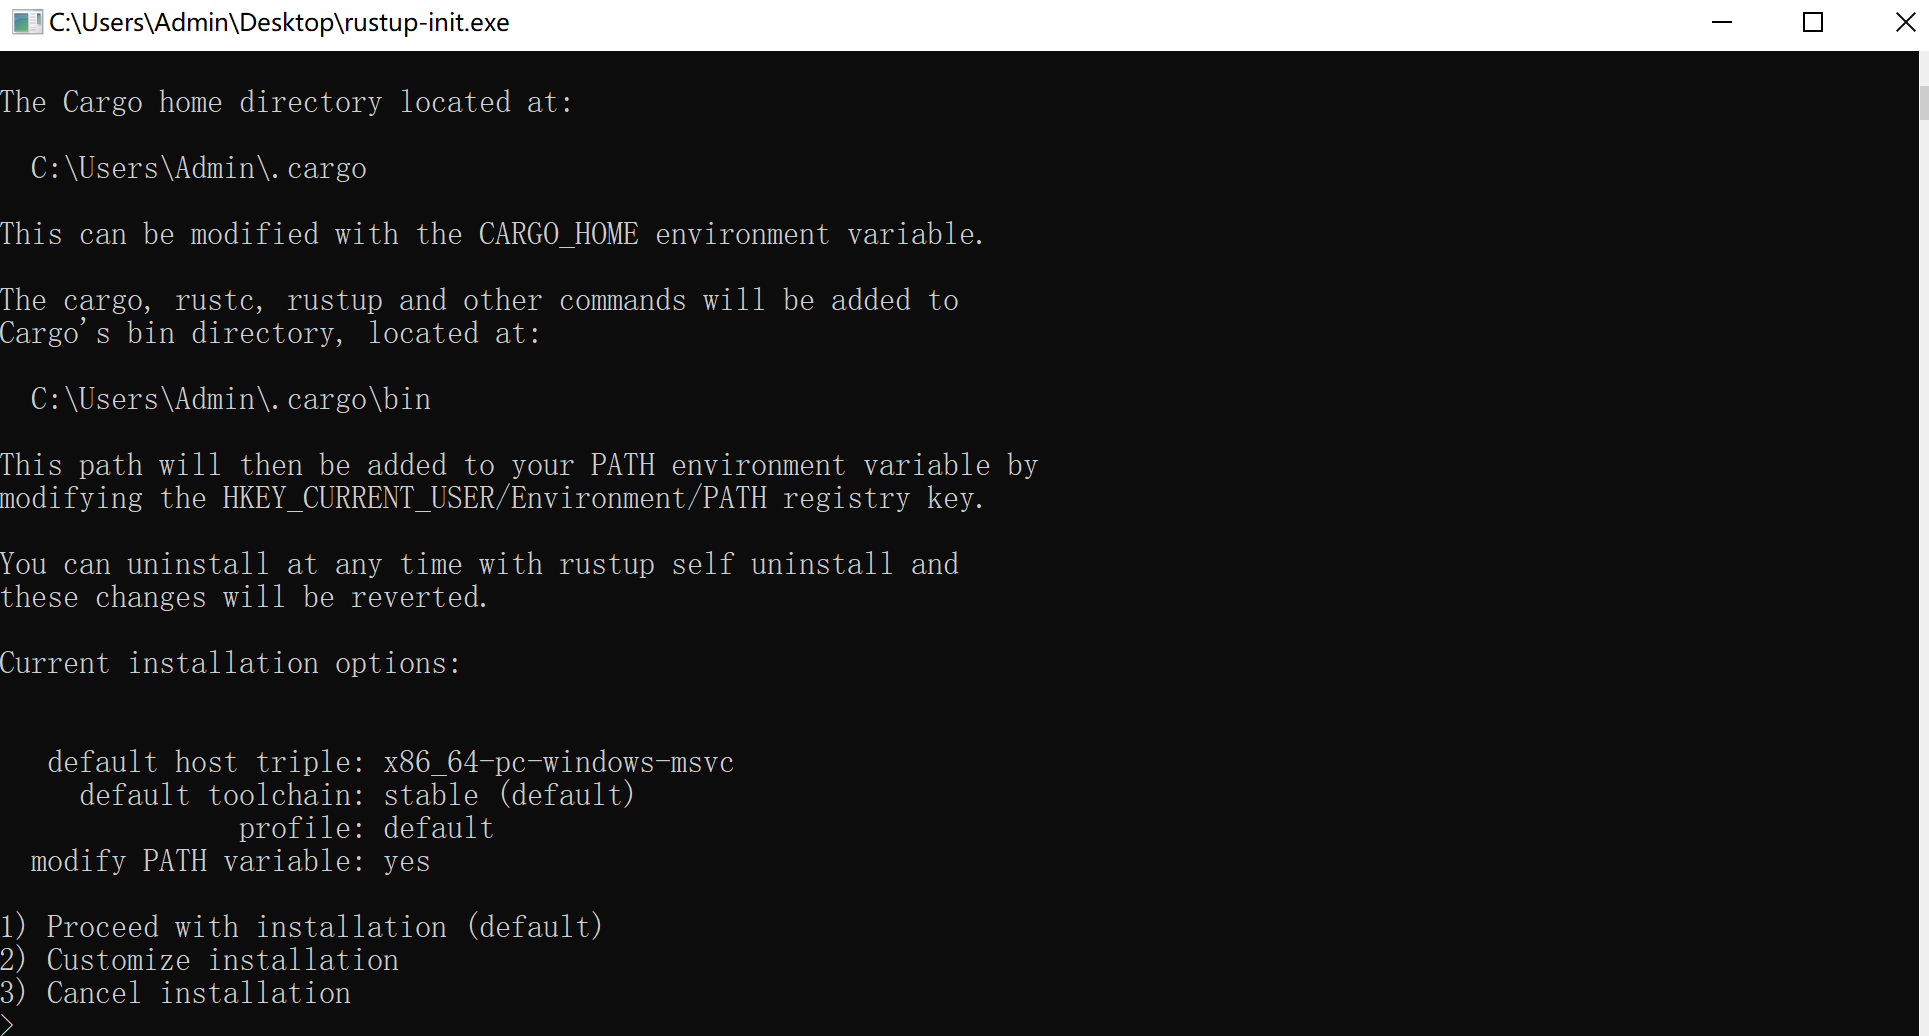 C:\Users\Admin\Desktop\rustup-init.exe
The Cargo home directory located at:
C:\Users\Admin\.cargo
This can be modified with the CARGO_HOME environment variable.
The cargo, rustc, rustup and other commands will be added to
Cargo's bin directory, located at:
C:\Users\Admin\.cargo\bin
This path will then be added to your PATH environment variable by
modifying the HKEY_CURRENT_USER/Environment/PATH registry key.
You can uninstall at any time with rustup self uninstall and
these changes will be reverted.
Current installation options:
default host triple: x86_64-pc-windows-msvc
default toolchain: stable (default)
profile: default
modify PATH variable: yes
1) Proceed with installation (default)
2) Customize installation
3) Cancel installation
>